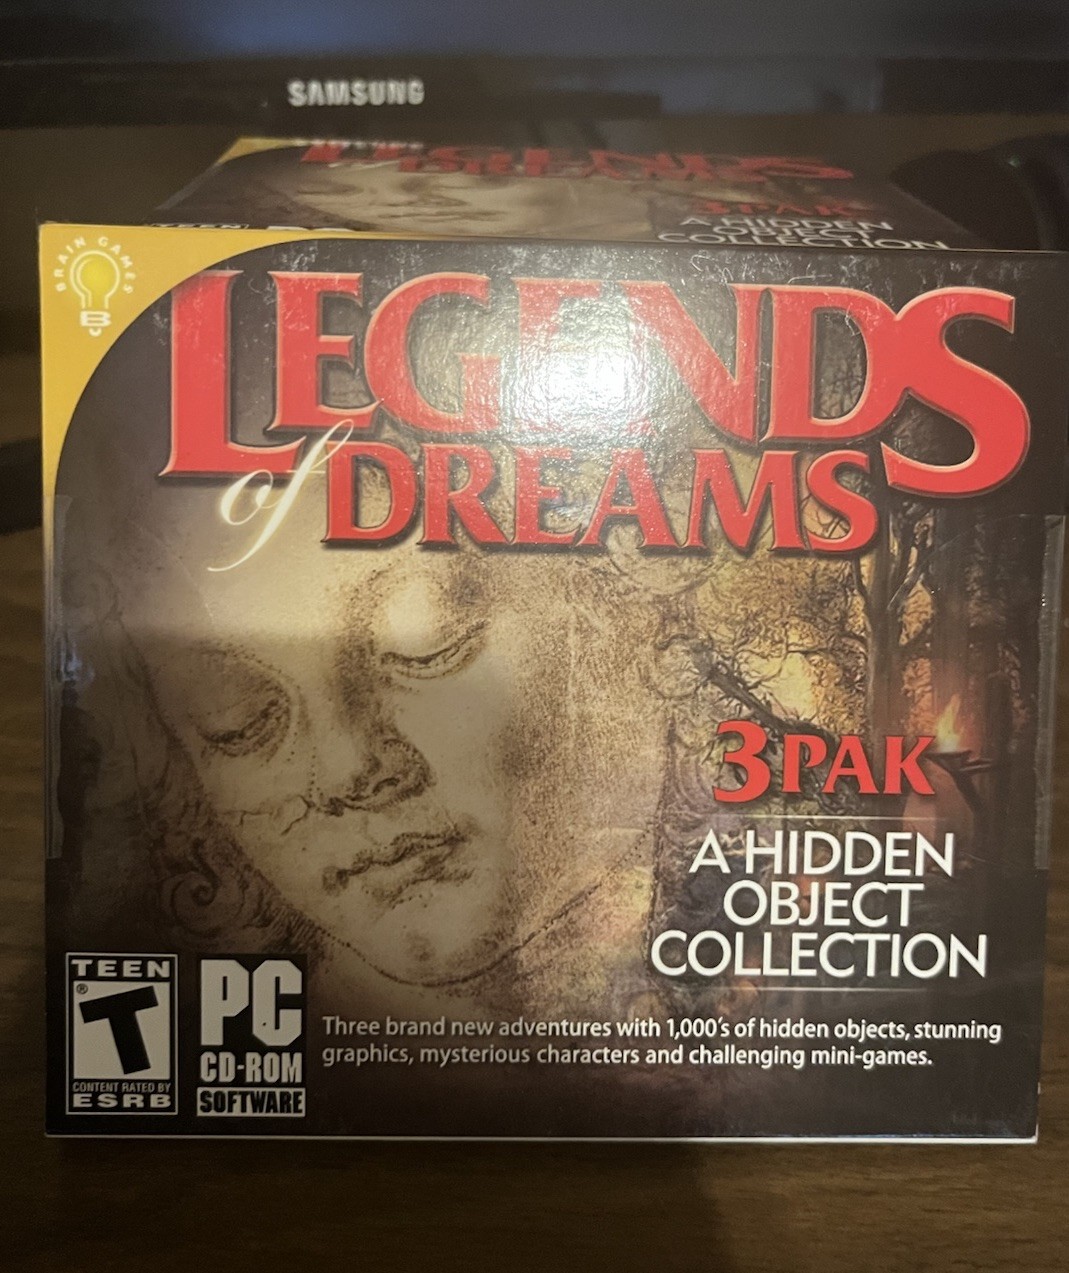 SAMSUNG
LEGENDS
of DREAMS
3 PAK
A HIDDEN
OBJECT
COLLECTION
BRAIN GAMES
B
LEGENDS
of DREAMS
3 PAK
A HIDDEN
OBJECT
COLLECTION
TEEN
T
®
CONTENT RATED BY
ESRB
PC
CD-ROM
SOFTWARE
Three brand new adventures with 1,000's of hidden objects, stunning
graphics, mysterious characters and challenging mini-games.